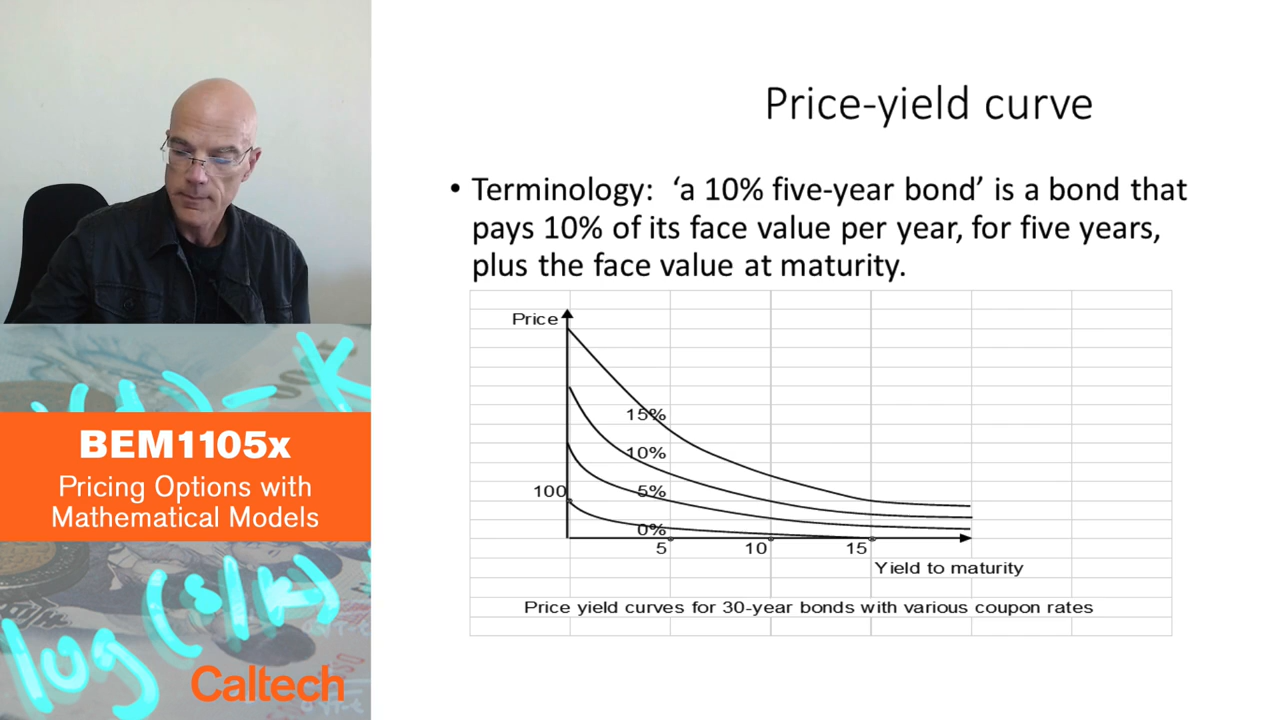 Price-yield curve
• Terminology: ‘a 10% five-year bond’ is a bond that
pays 10% of its face value per year, for five years,
plus the face value at maturity.
Price
15%
10%
100
5%
0%
5 10 15
Yield to maturity
Price yield curves for 30-year bonds with various coupon rates
BEM1105x
Pricing Options with
Mathematical Models
log(s/k)
Caltech